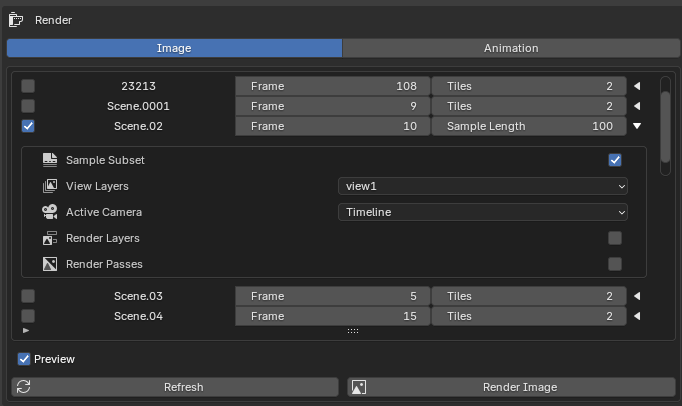 Render
Image Animation
23213 Frame 108 Tiles 2
Scene.0001 Frame 9 Tiles 2
Scene.02 Frame 10 Sample Length 100
Sample Subset
View Layers view1
Active Camera Timeline
Render Layers
Render Passes
Scene.03 Frame 5 Tiles 2
Scene.04 Frame 15 Tiles 2
Preview
Refresh Render Image